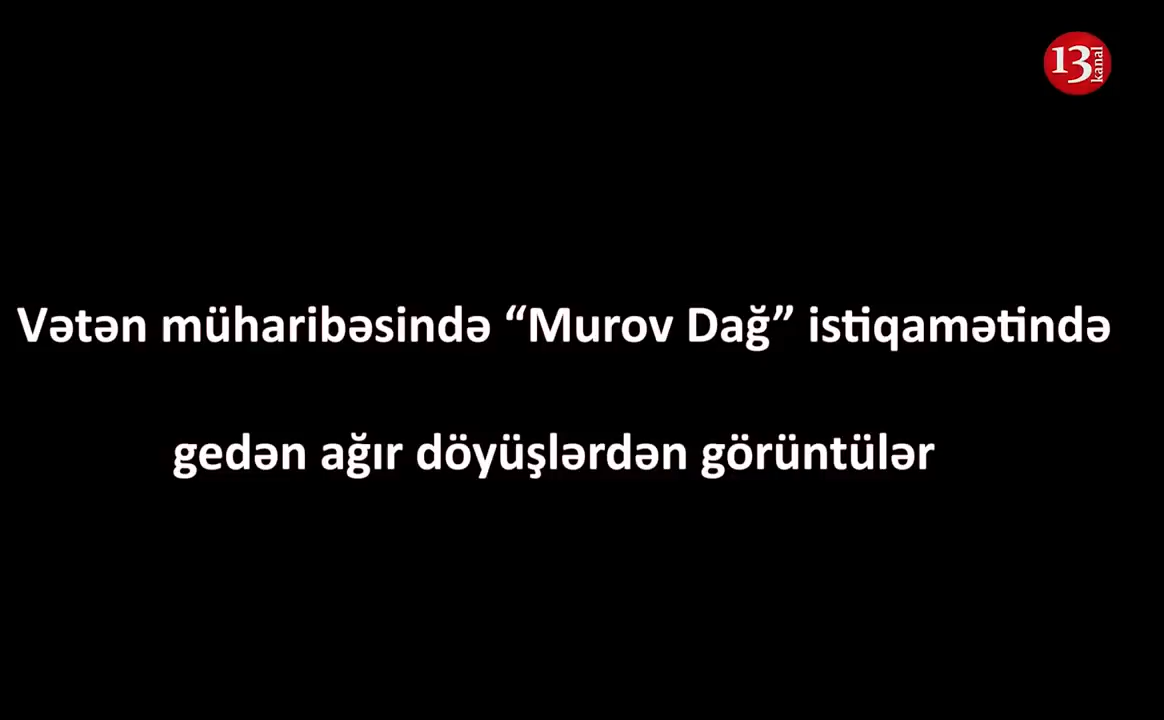 13 kanal
Vətən müharibəsində “Murov Dağ” istiqamətində
gedən ağır döyüşlərdən görüntülər